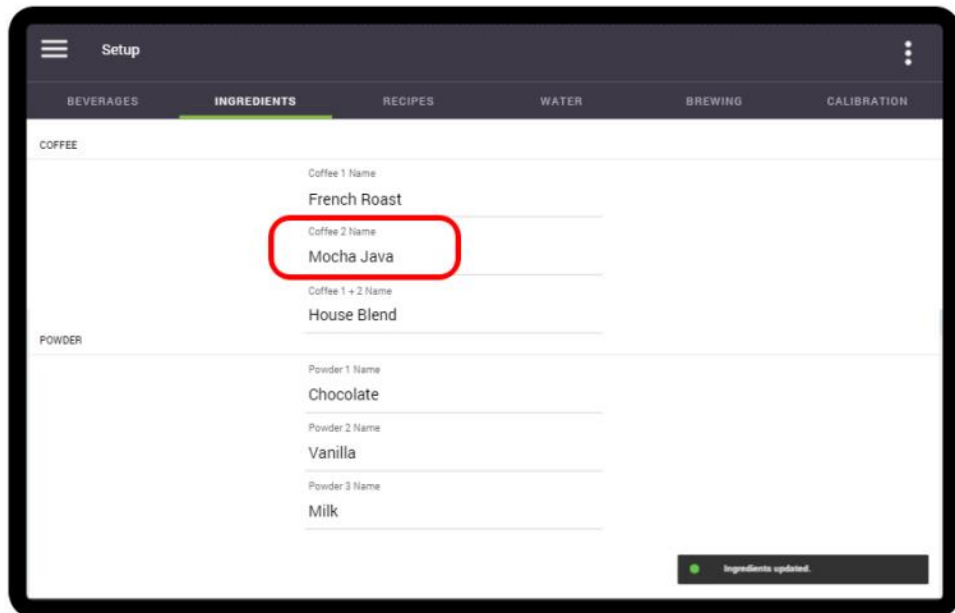 Setup
BEVERAGES INGREDIENTS RECIPES WATER BREWING CALIBRATION
COFFEE
Coffee 1 Name
French Roast
Coffee 2 Name
Mocha Java
Coffee 1 + 2 Name
House Blend
POWDER
Powder 1 Name
Chocolate
Powder 2 Name
Vanilla
Powder 3 Name
Milk
Ingredients updated.